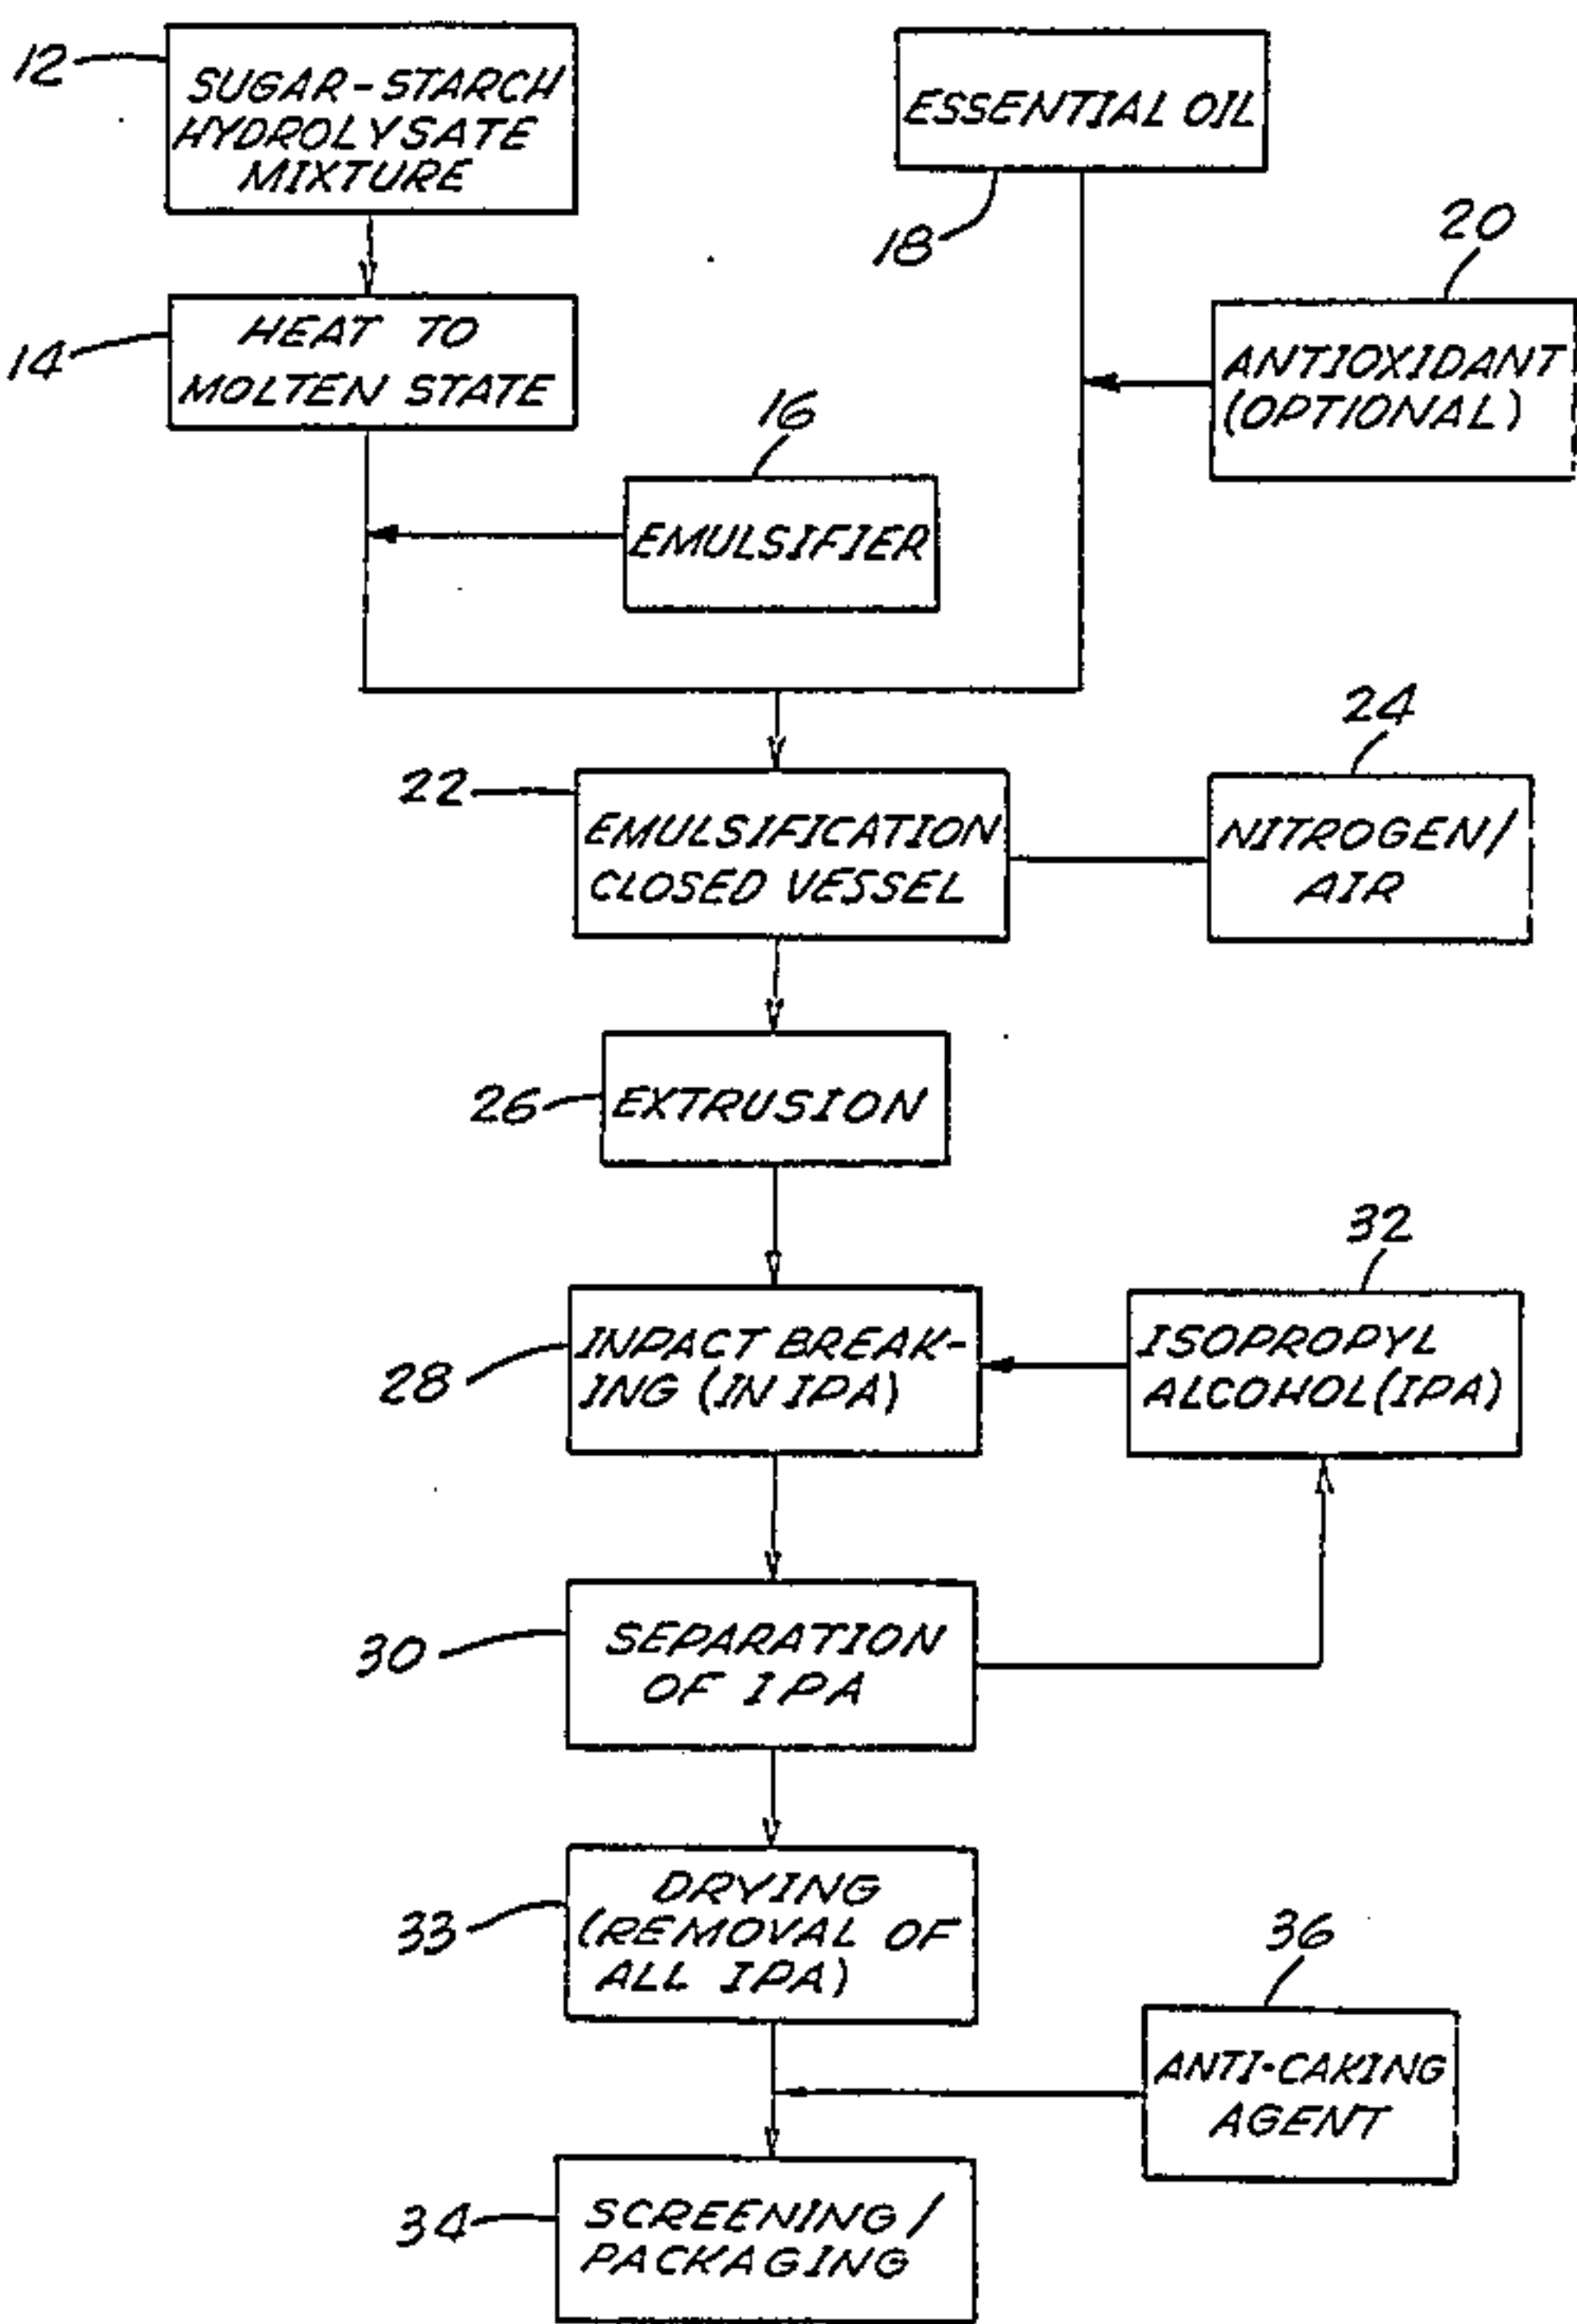 12
SUGAR-STARCH
HYDROLYSATE
MIXTURE
ESSENTIAL OIL
18
20
14
HEAT TO
MOLTEN STATE
ANTIOXIDANT
(OPTIONAL)
16
EMULSIFIER
24
22
EMULSIFICATION
CLOSED VESSEL
NITROGEN/
AIR
26
EXTRUSION
32
28
INPACT BREAK-
ING (IN IPA)
ISOPROPYL
ALCOHOL(IPA)
30
SEPARATION
OF IPA
33
DRYING
(REMOVAL OF
ALL IPA)
36
ANTI-CAKING
AGENT
34
SCREENING/
PACKAGING